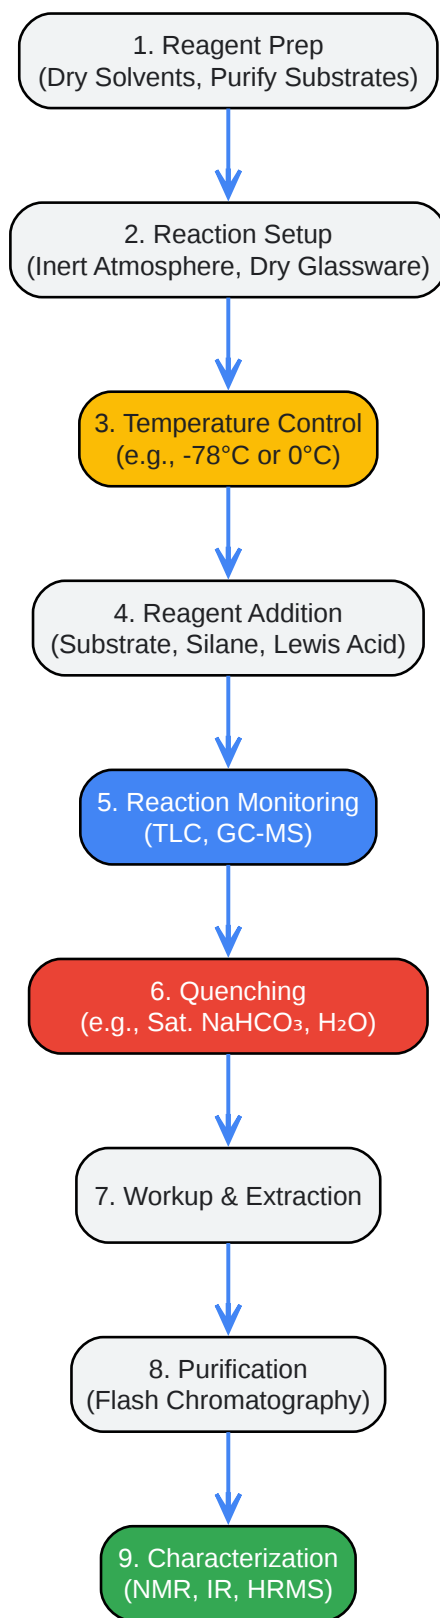 1. Reagent Prep
(Dry Solvents, Purify Substrates)
2. Reaction Setup
(Inert Atmosphere, Dry Glassware)
3. Temperature Control
(e.g., -78°C or 0°C)
4. Reagent Addition
(Substrate, Silane, Lewis Acid)
5. Reaction Monitoring
(TLC, GC-MS)
6. Quenching
(e.g., Sat. NaHCO₃, H₂O)
7. Workup & Extraction
8. Purification
(Flash Chromatography)
9. Characterization
(NMR, IR, HRMS)